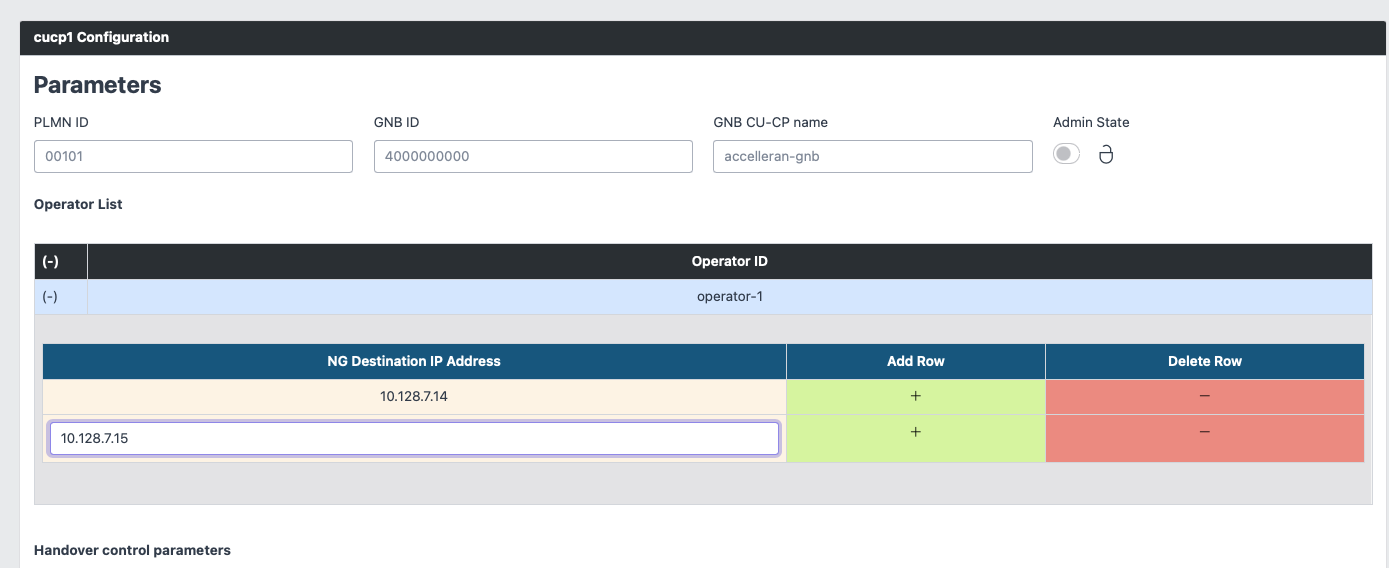 cucp1 Configuration
Parameters
PLMN ID GNB ID GNB CU-CP name Admin State
00101 4000000000 accelleran-gnb
Operator List
(-) Operator ID
(-) operator-1
NG Destination IP Address Add Row Delete Row
10.128.7.14 + −
10.128.7.15 + −
Handover control parameters